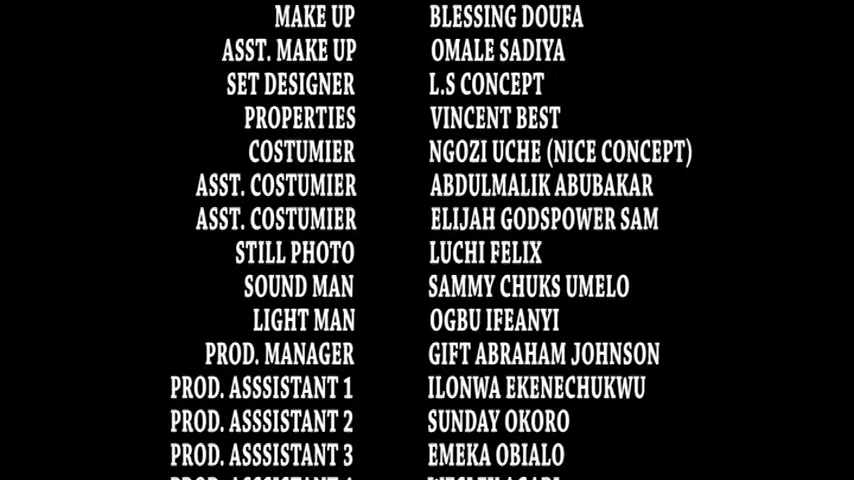 MAKE UP BLESSING DOUFA
ASST. MAKE UP OMALE SADIYA
SET DESIGNER L.S CONCEPT
PROPERTIES VINCENT BEST
COSTUMIER NGOZI UCHE (NICE CONCEPT)
ASST. COSTUMIER ABDULMALIK ABUBAKAR
ASST. COSTUMIER ELIJAH GODSPOWER SAM
STILL PHOTO LUCHI FELIX
SOUND MAN SAMMY CHUKS UMELO
LIGHT MAN OGBU IFEANYI
PROD. MANAGER GIFT ABRAHAM JOHNSON
PROD. ASSSISTANT 1 ILONWA EKENECHUKWU
PROD. ASSSISTANT 2 SUNDAY OKORO
PROD. ASSSISTANT 3 EMEKA OBIALO